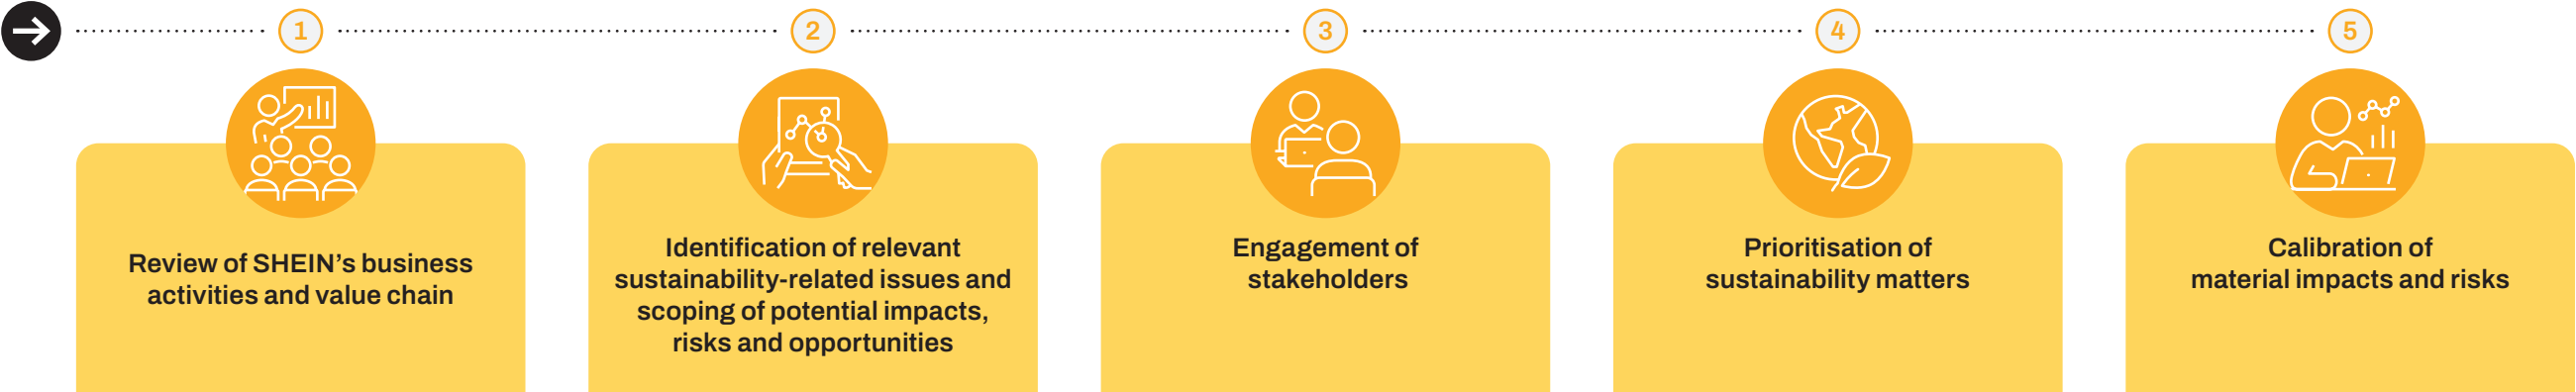 1
2
3
4
5
Review of SHEIN’s business
activities and value chain
Identification of relevant
sustainability-related issues and
scoping of potential impacts,
risks and opportunities
Engagement of
stakeholders
Prioritisation of
sustainability matters
Calibration of
material impacts and risks